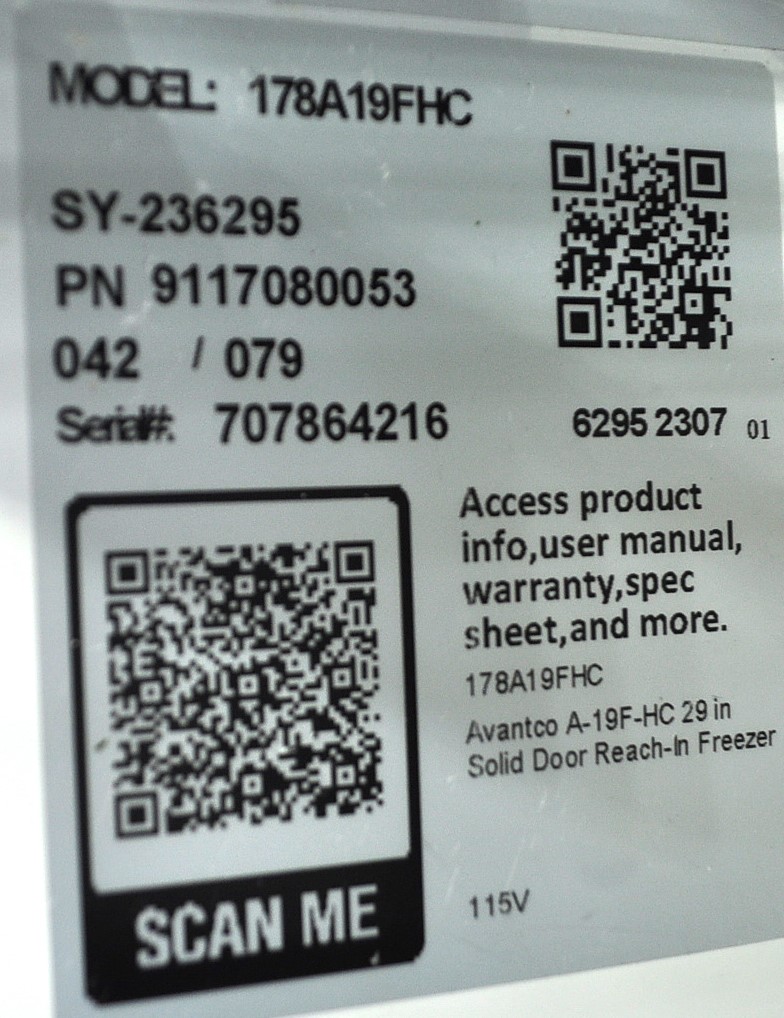 MODEL: 178A19FHC
SY-236295
PN 9117080053
042 / 079
Serial#: 707864216
6295 2307 01
Access product
info,user manual,
warranty,spec
sheet,and more.
178A19FHC
Avantco A-19F-HC 29 in
Solid Door Reach-In Freezer
115V
SCAN ME